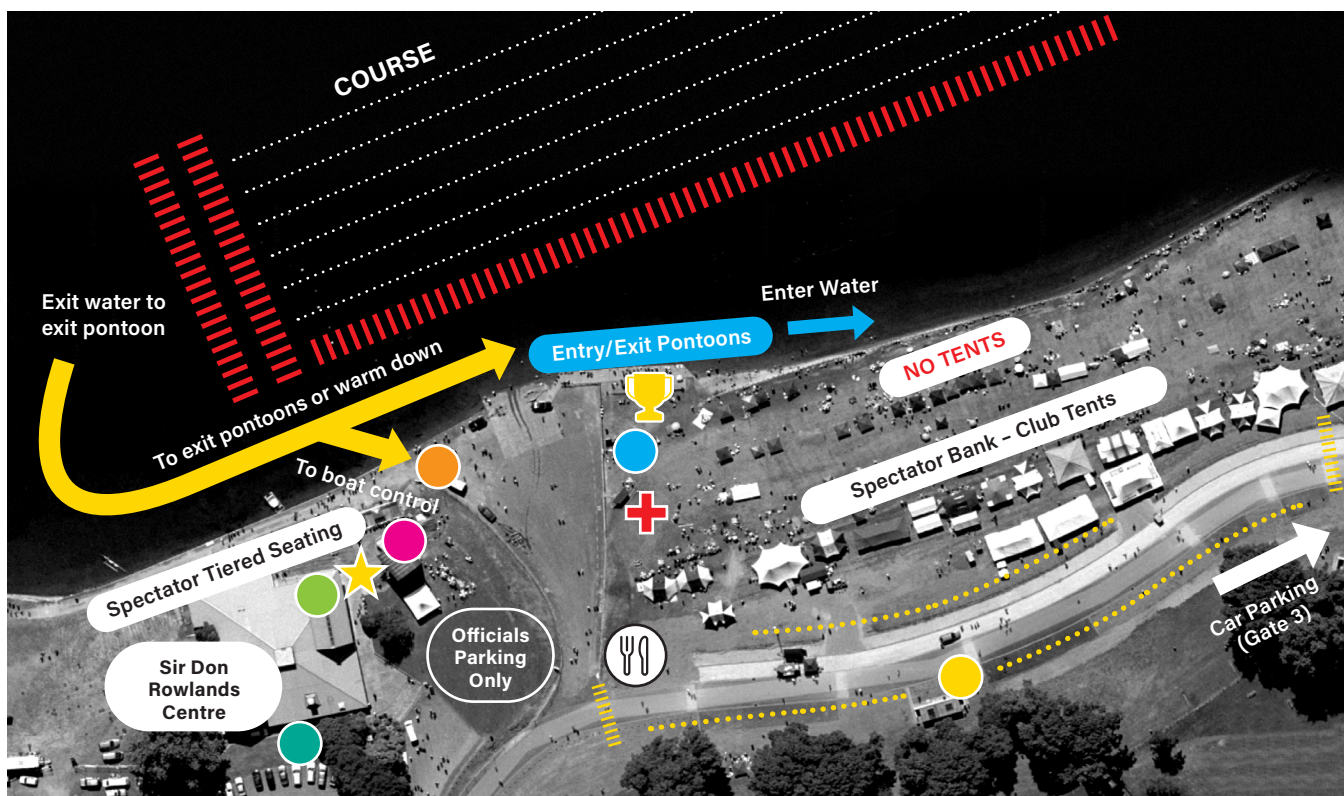 COURSE
Exit water to
exit pontoon
To exit pontoons or warm down
To boat control
Entry/Exit Pontoons
Enter Water
NO TENTS
Spectator Bank – Club Tents
Spectator Tiered Seating
Sir Don
Rowlands
Centre
Officials
Parking
Only
Car Parking
(Gate 3)